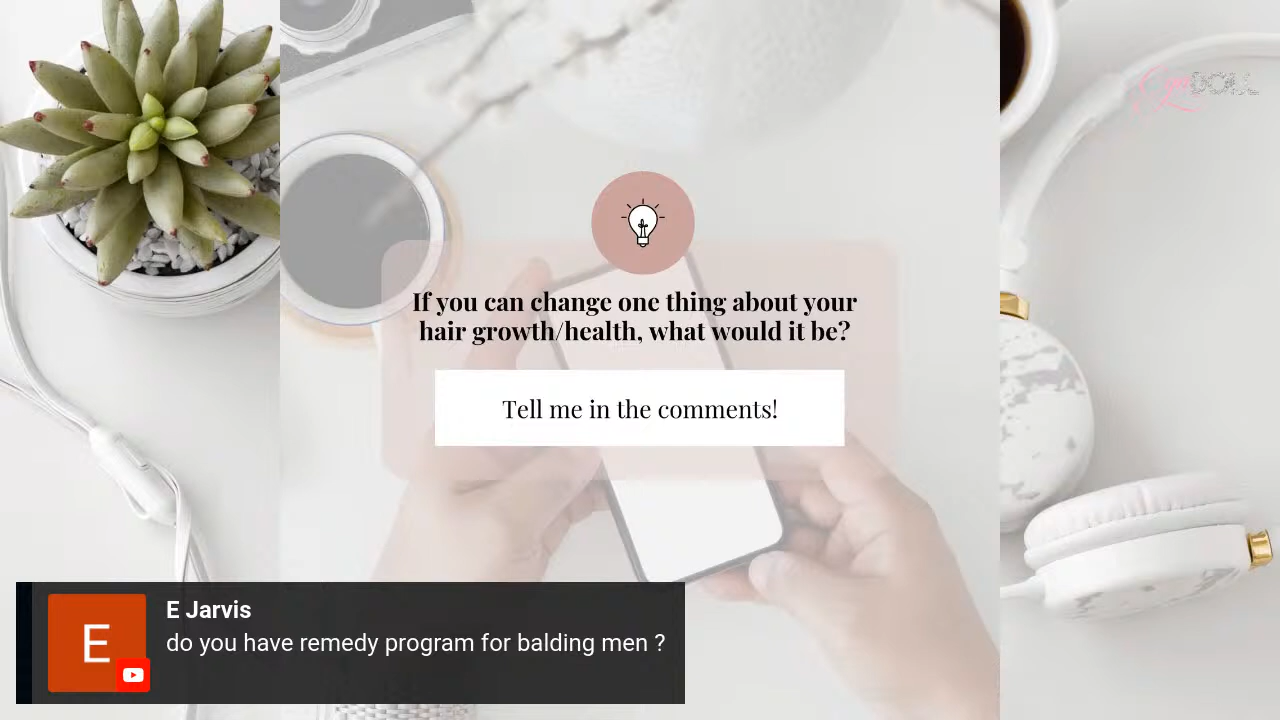 If you can change one thing about your
hair growth/health, what would it be?
Tell me in the comments!
E
E Jarvis
do you have remedy program for balding men ?